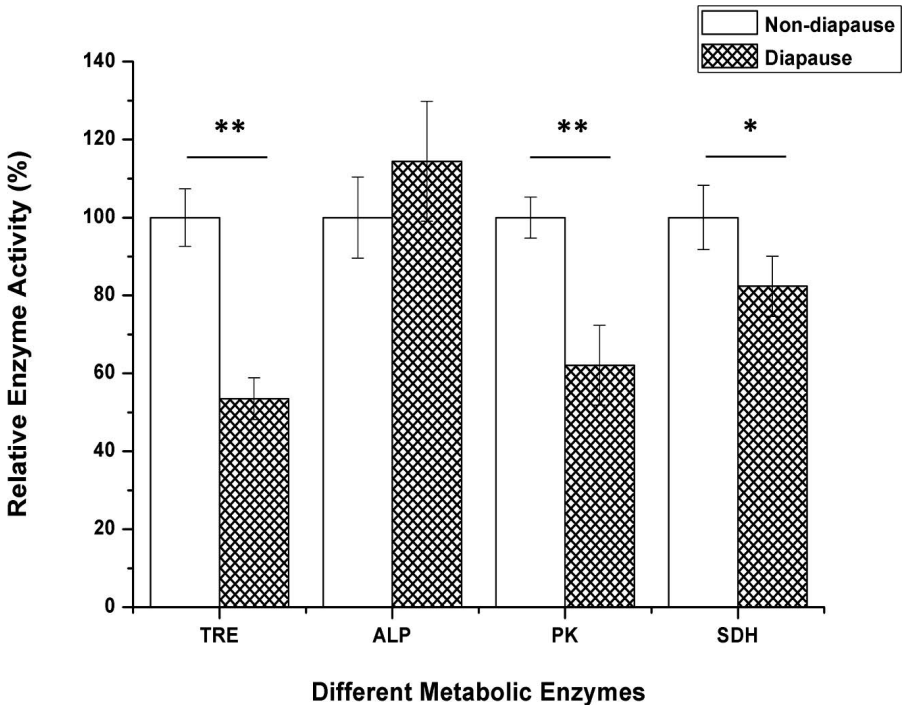 Non-diapause
Diapause
Relative Enzyme Activity (%)
140
120
100
80
60
40
20
0
**
**
*
TRE ALP PK SDH
Different Metabolic Enzymes